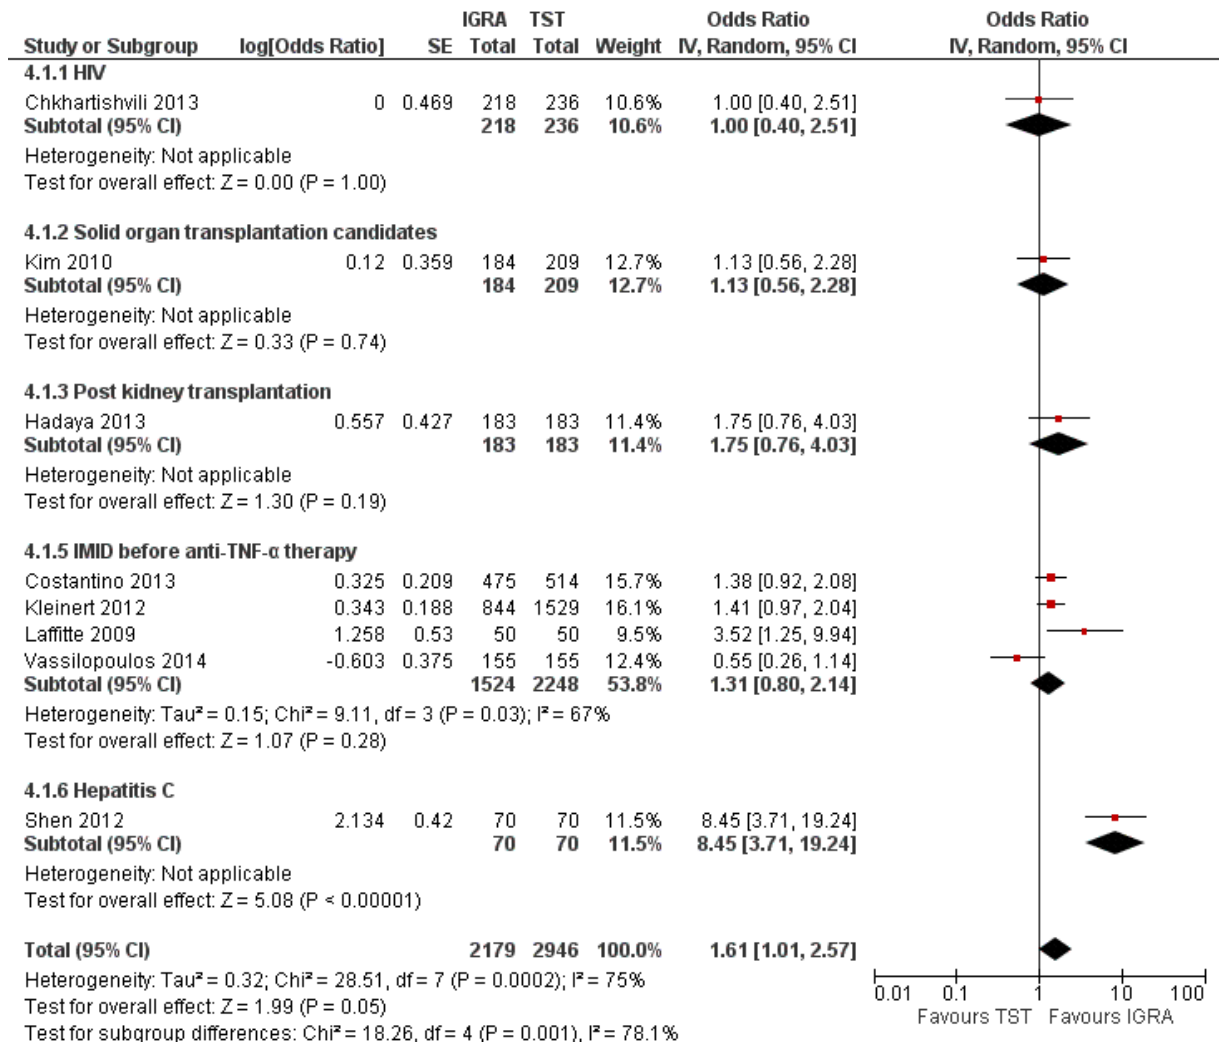 IGRA TST Odds Ratio Odds Ratio
Study or Subgroup log[Odds Ratio] SE Total Total Weight IV, Random, 95% CI IV, Random, 95% CI
4.1.1 HIV
Chkhartishvili 2013 0 0.469 218 236 10.6% 1.00 [0.40, 2.51]
Subtotal (95% CI) 218 236 10.6% 1.00 [0.40, 2.51]
Heterogeneity: Not applicable
Test for overall effect: Z = 0.00 (P = 1.00)
4.1.2 Solid organ transplantation candidates
Kim 2010 0.12 0.359 184 209 12.7% 1.13 [0.56, 2.28]
Subtotal (95% CI) 184 209 12.7% 1.13 [0.56, 2.28]
Heterogeneity: Not applicable
Test for overall effect: Z = 0.33 (P = 0.74)
4.1.3 Post kidney transplantation
Hadaya 2013 0.557 0.427 183 183 11.4% 1.75 [0.76, 4.03]
Subtotal (95% CI) 183 183 11.4% 1.75 [0.76, 4.03]
Heterogeneity: Not applicable
Test for overall effect: Z = 1.30 (P = 0.19)
4.1.5 IMID before anti-TNF-α therapy
Costantino 2013 0.325 0.209 475 514 15.7% 1.38 [0.92, 2.08]
Kleinert 2012 0.343 0.188 844 1529 16.1% 1.41 [0.97, 2.04]
Laffitte 2009 1.258 0.53 50 50 9.5% 3.52 [1.25, 9.94]
Vassilopoulos 2014 -0.603 0.375 155 155 12.4% 0.55 [0.26, 1.14]
Subtotal (95% CI) 1524 2248 53.8% 1.31 [0.80, 2.14]
Heterogeneity: Tau² = 0.15; Chi² = 9.11, df = 3 (P = 0.03); I² = 67%
Test for overall effect: Z = 1.07 (P = 0.28)
4.1.6 Hepatitis C
Shen 2012 2.134 0.42 70 70 11.5% 8.45 [3.71, 19.24]
Subtotal (95% CI) 70 70 11.5% 8.45 [3.71, 19.24]
Heterogeneity: Not applicable
Test for overall effect: Z = 5.08 (P < 0.00001)
Total (95% CI) 2179 2946 100.0% 1.61 [1.01, 2.57]
Heterogeneity: Tau² = 0.32; Chi² = 28.51, df = 7 (P = 0.0002); I² = 75%
Test for overall effect: Z = 1.99 (P = 0.05)
Test for subgroup differences: Chi² = 18.26, df = 4 (P = 0.001), I² = 78.1%
0.01 0.1 1 10 100
Favours TST Favours IGRA